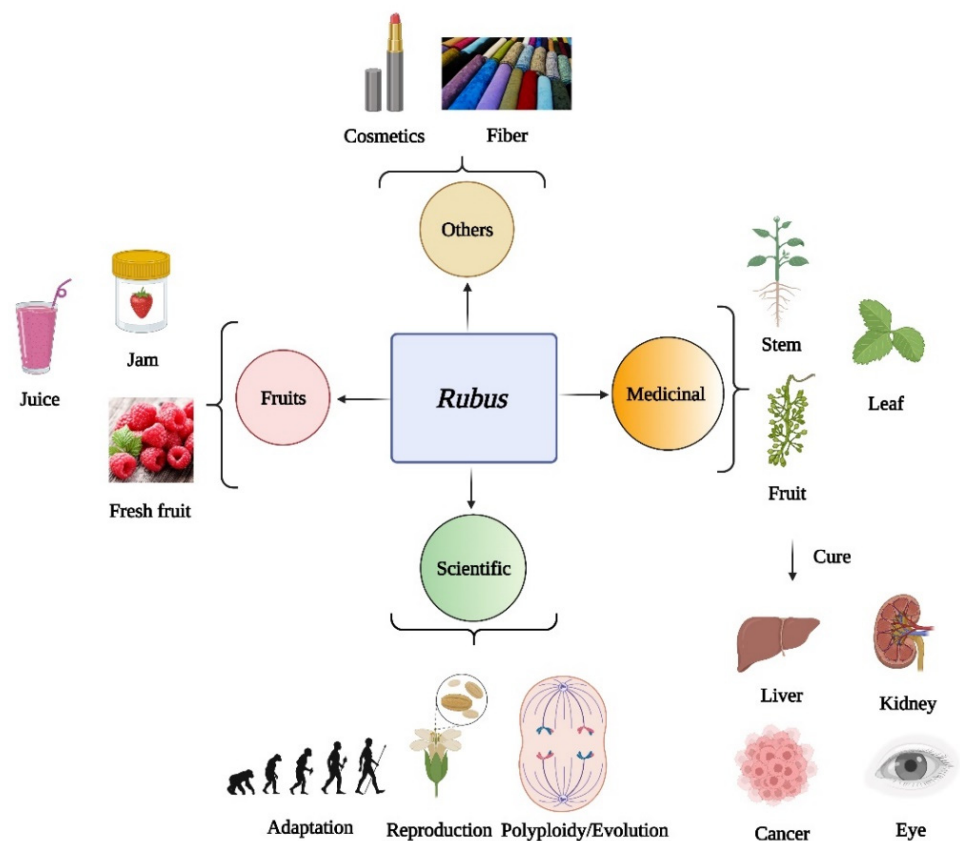 Cosmetics
Fiber
Others
Juice
Jam
Fresh fruit
Fruits
Rubus
Medicinal
Stem
Leaf
Fruit
Cure
Scientific
Liver
Kidney
Cancer
Eye
Adaptation
Reproduction
Polyploidy/Evolution